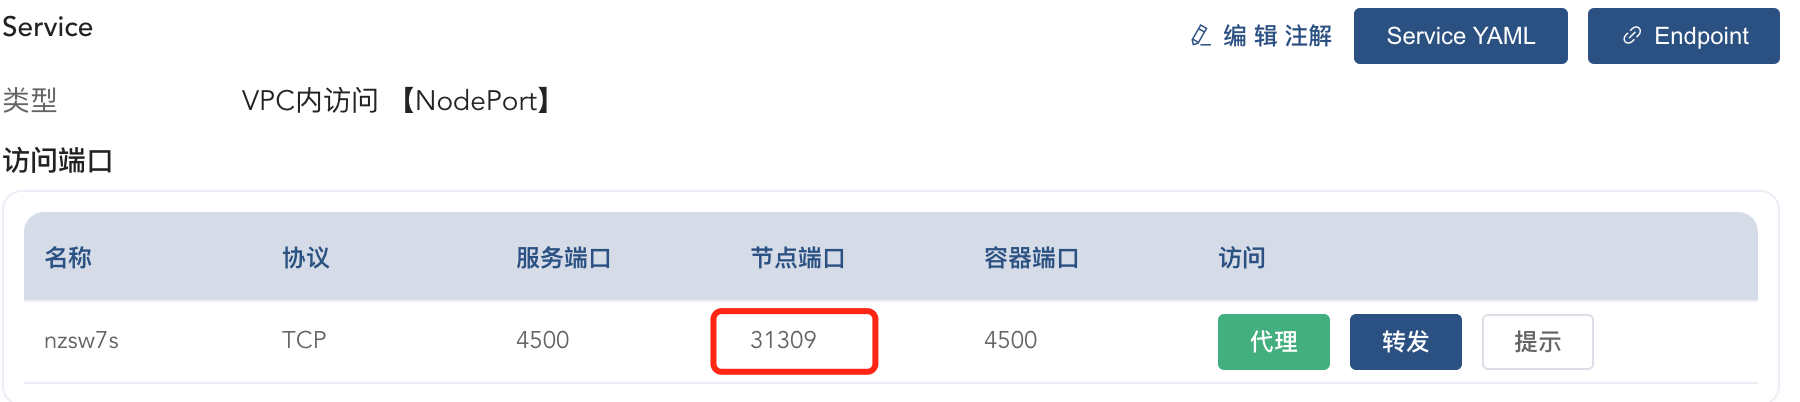 Service
编 辑 注解
Service YAML
Endpoint
类型
VPC内访问 【NodePort】
访问端口
名称 协议 服务端口 节点端口 容器端口 访问
nzsw7s TCP 4500 31309 4500 代理 转发 提示